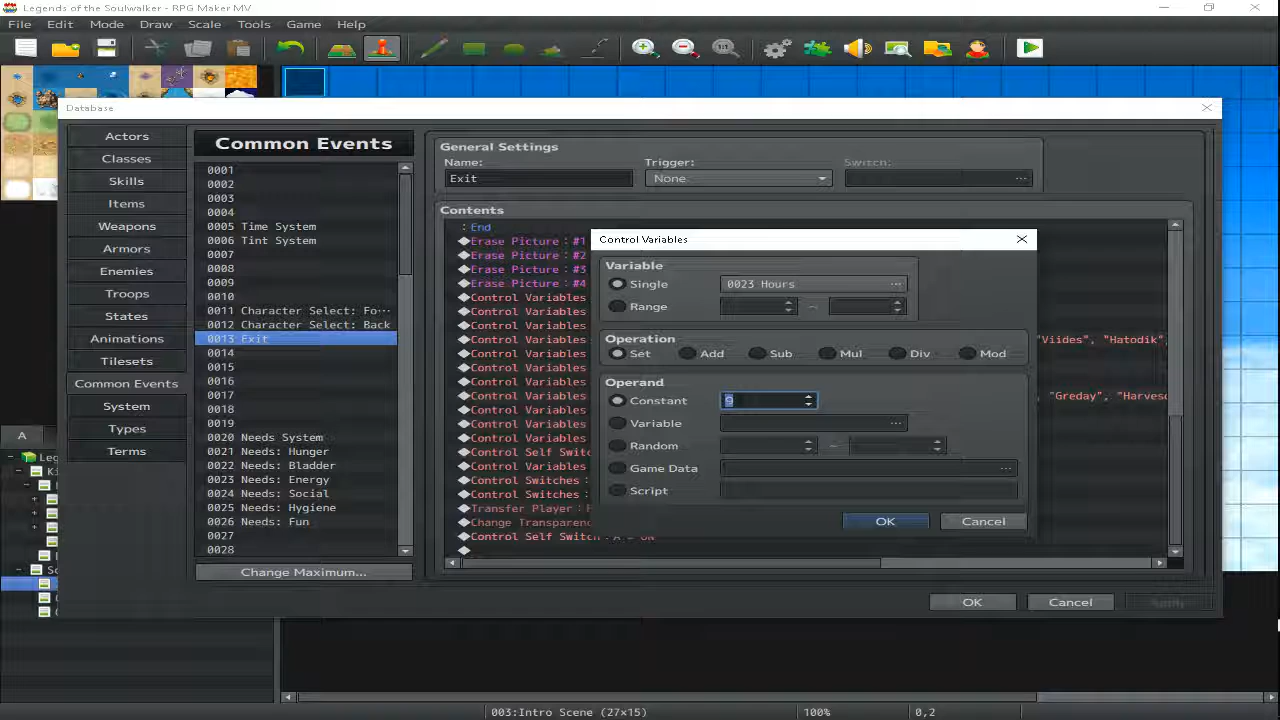 Legends of the Soulwalker - RPG Maker MV
File Edit Mode Draw Scale Tools Game Help
Database
Actors
Classes
Skills
Items
Weapons
Armors
Enemies
Troops
States
Animations
Tilesets
Common Events
System
Types
Terms
Common Events
0001
0002
0003
0004
0005 Time System
0006 Tint System
0007
0008
0009
0010
0011 Character Select: Fo···
0012 Character Select: Back
0013 Exit
0014
0015
0016
0017
0018
0019
0020 Needs System
0021 Needs: Hunger
0022 Needs: Bladder
0023 Needs: Energy
0024 Needs: Social
0025 Needs: Hygiene
0026 Needs: Fun
0027
0028
Change Maximum...
General Settings
Name: Trigger: Switch:
Exit None ...
Contents
: End
◆Erase Picture：#1
◆Erase Picture：#2
◆Erase Picture：#3
◆Erase Picture：#4
◆Control Variables
◆Control Variables
◆Control Variables
◆Control Variables "Viides", "Hatodik",
◆Control Variables
◆Control Variables
◆Control Variables
◆Control Variables , "Greday", "Harvesd
◆Control Variables
◆Control Variables
◆Control Variables
◆Control Self Switc
◆Control Variables
◆Control Switches：
◆Control Switches：
◆Transfer Player：
◆Change Transparenc
◆Control Self Switch：A = ON
◆
Control Variables
Variable
Single 0023 Hours ...
Range ~
Operation
Set Add Sub Mul Div Mod
Operand
Constant 9
Variable ...
Random ~
Game Data ...
Script
OK Cancel
OK Cancel Apply
A
Leg
Ki
So
003:Intro Scene (27×15) 100% 0,2